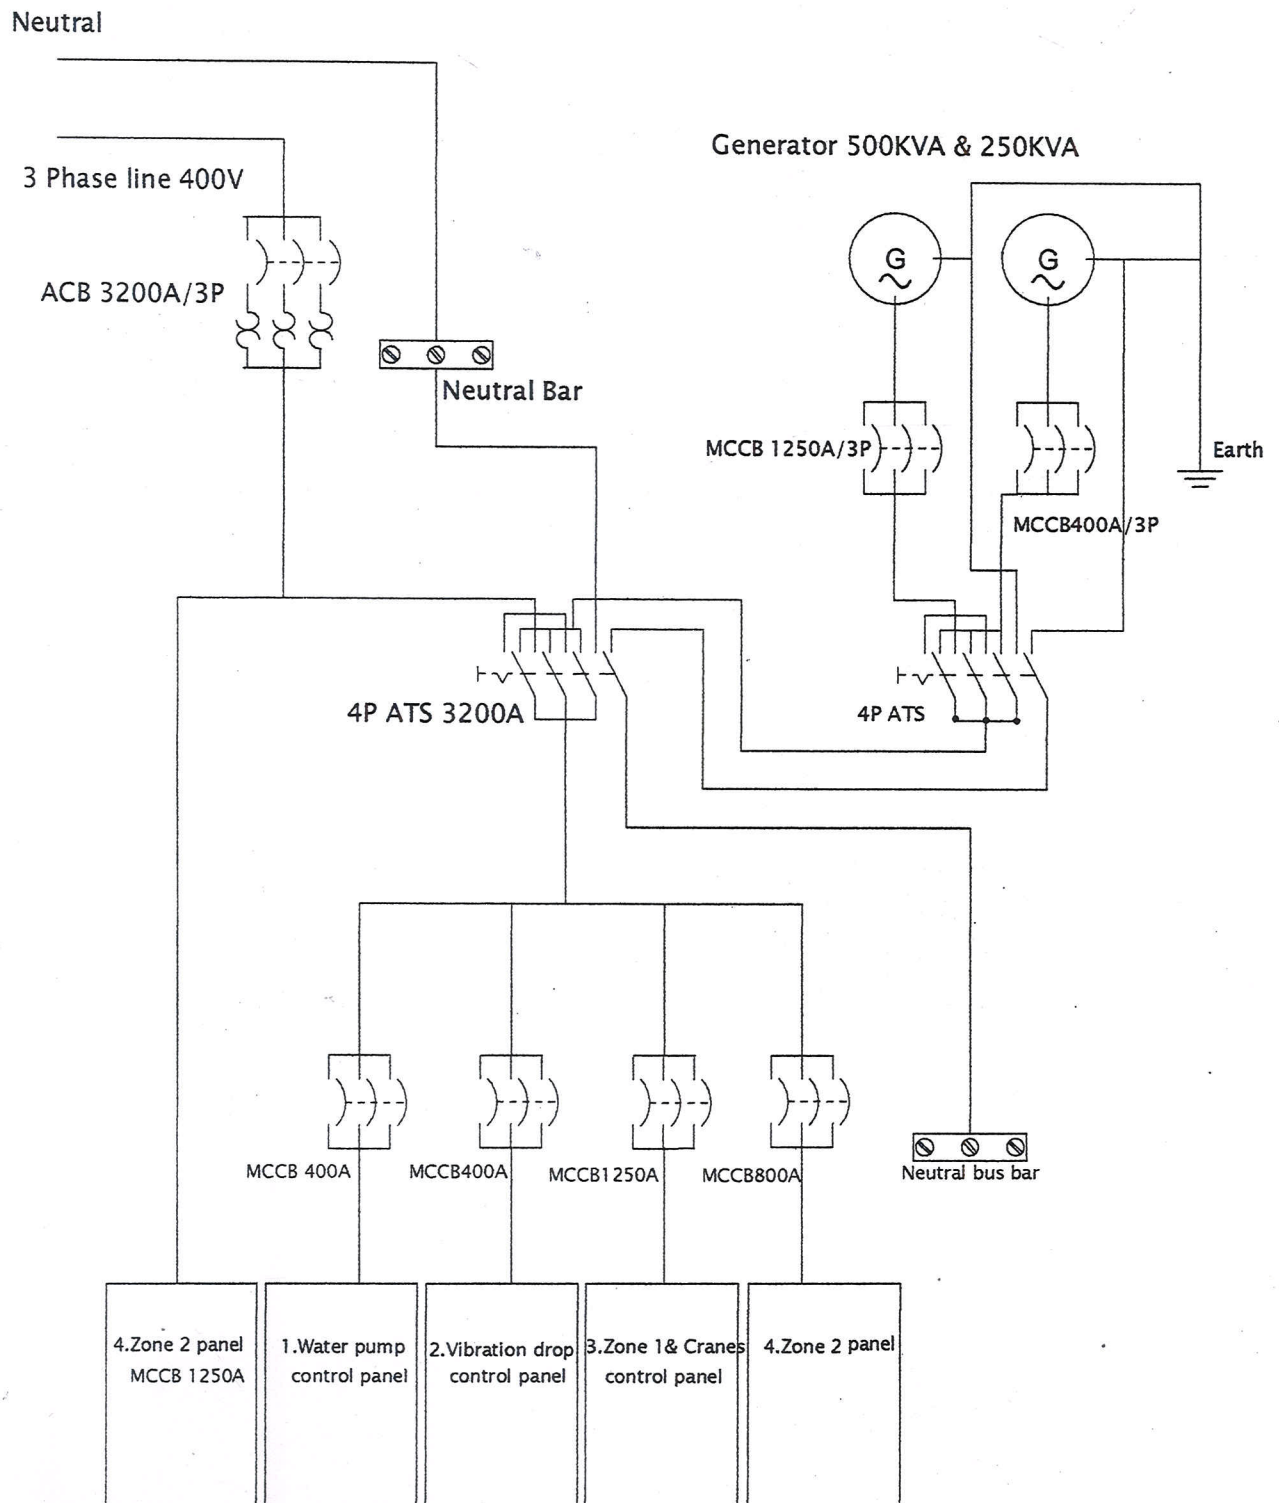 Neutral
3 Phase line 400V
Generator 500KVA & 250KVA
G
G
ACB 3200A/3P
Neutral Bar
MCCB 1250A/3P
Earth
MCCB400A/3P
4P ATS 3200A
4P ATS
MCCB 400A
MCCB400A
MCCB1250A
MCCB800A
Neutral bus bar
4.Zone 2 panel
MCCB 1250A
1.Water pump
control panel
2.Vibration drop
control panel
3.Zone 1& Cranes
control panel
4.Zone 2 panel